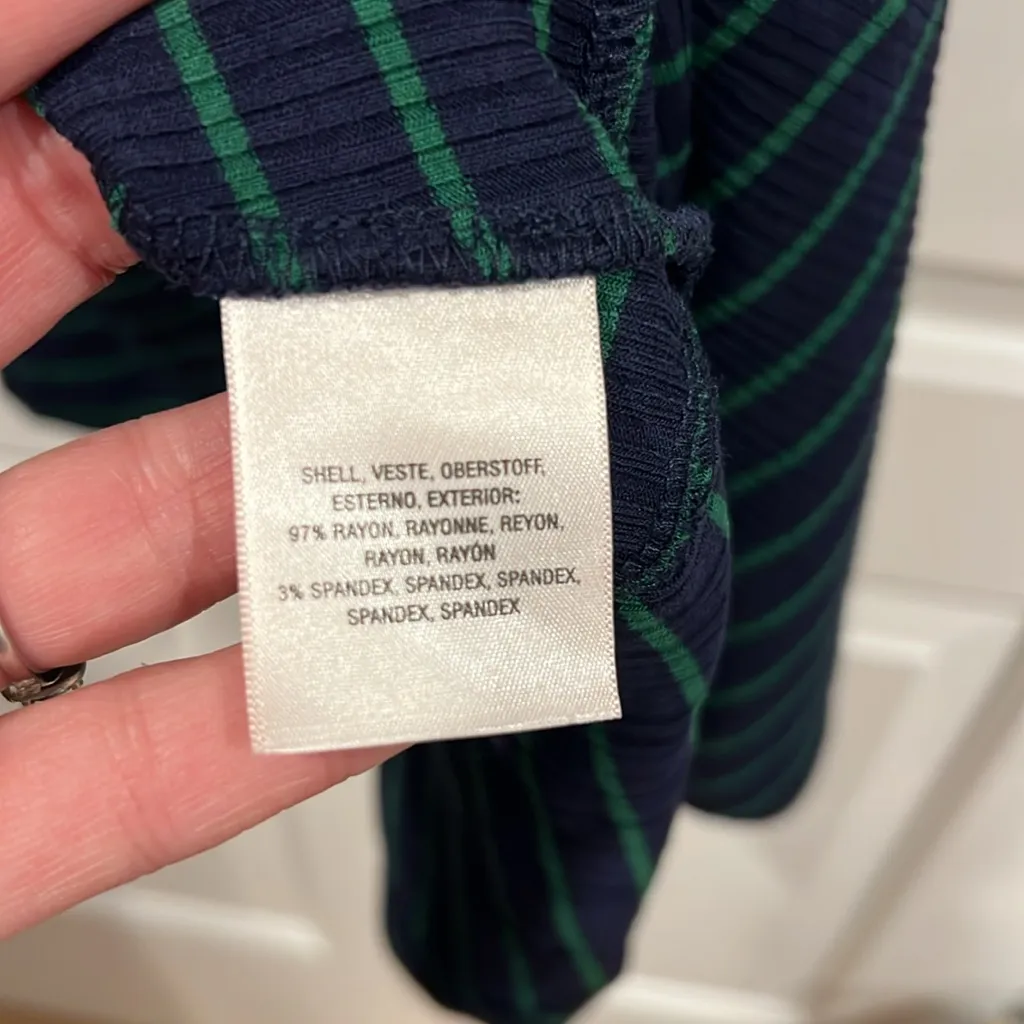 SHELL, VESTE, OBERSTOFF,
ESTERNO, EXTERIOR:
97% RAYON, RAYONNE, REYON,
RAYON, RAYÓN
3% SPANDEX, SPANDEX, SPANDEX,
SPANDEX, SPANDEX